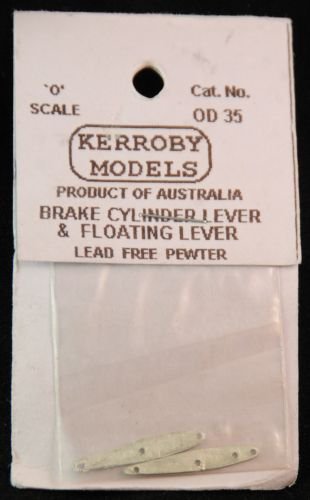 'O'
SCALE
Cat. No.
OD 35
KERROBY
MODELS
PRODUCT OF AUSTRALIA
BRAKE CYLINDER LEVER
& FLOATING LEVER
LEAD FREE PEWTER